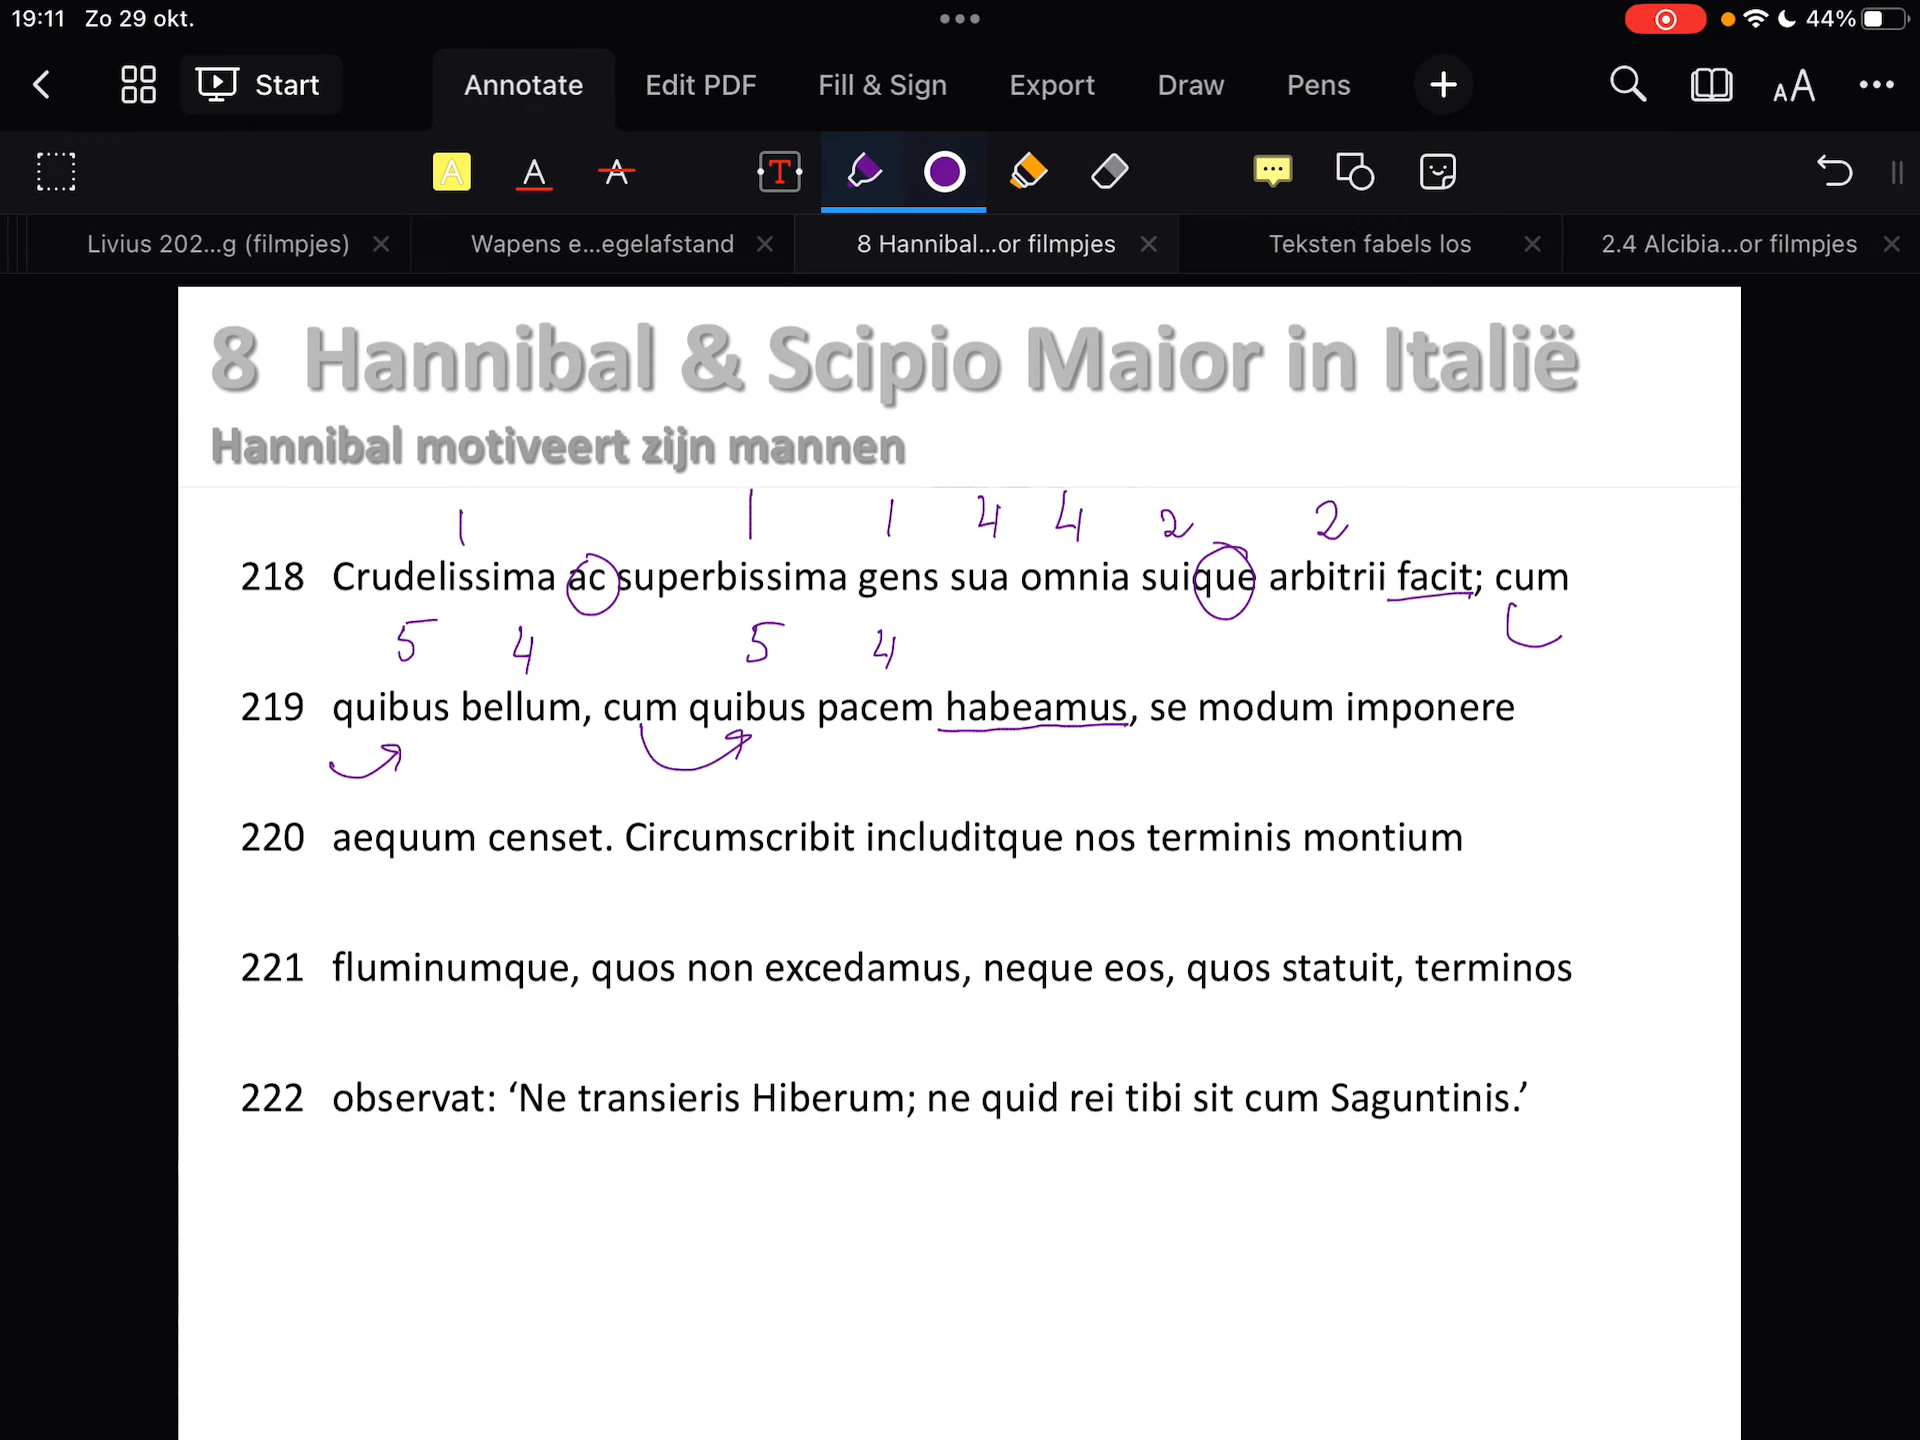 19:11 Zo 29 okt. 44%
Start Annotate Edit PDF Fill & Sign Export Draw Pens AA
A A A T
Livius 202...g (filmpjes) Wapens e...egelafstand 8 Hannibal...or filmpjes Teksten fabels los 2.4 Alcibia...or filmpjes
8 Hannibal & Scipio Maior in Italië
Hannibal motiveert zijn mannen
1 1 1 4 4 2 2
218 Crudelissima ac superbissima gens sua omnia suique arbitrii facit; cum
5 4 5 4
219 quibus bellum, cum quibus pacem habeamus, se modum imponere
220 aequum censet. Circumscribit includitque nos terminis montium
221 fluminumque, quos non excedamus, neque eos, quos statuit, terminos
222 observat: ‘Ne transieris Hiberum; ne quid rei tibi sit cum Saguntinis.’